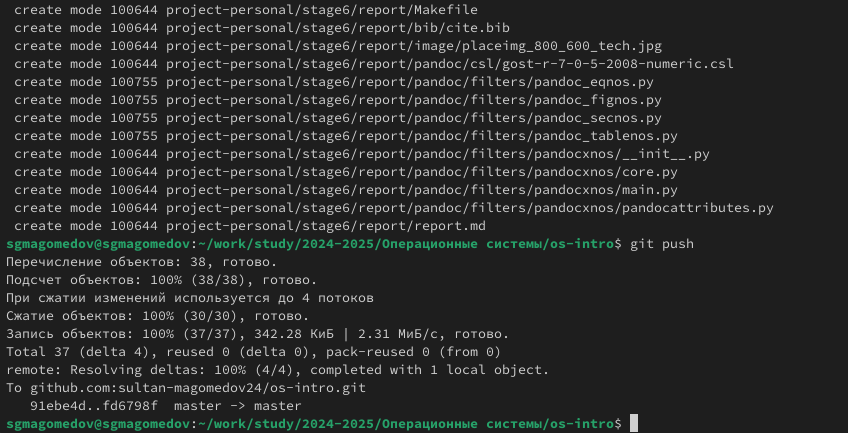 create mode 100644 project-personal/stage6/report/Makefile
create mode 100644 project-personal/stage6/report/bib/cite.bib
create mode 100644 project-personal/stage6/report/image/placeimg_800_600_tech.jpg
create mode 100644 project-personal/stage6/report/pandoc/csl/gost-r-7-0-5-2008-numeric.csl
create mode 100755 project-personal/stage6/report/pandoc/filters/pandoc_eqnos.py
create mode 100755 project-personal/stage6/report/pandoc/filters/pandoc_fignos.py
create mode 100755 project-personal/stage6/report/pandoc/filters/pandoc_secnos.py
create mode 100755 project-personal/stage6/report/pandoc/filters/pandoc_tablenos.py
create mode 100644 project-personal/stage6/report/pandoc/filters/pandocxnos/__init__.py
create mode 100644 project-personal/stage6/report/pandoc/filters/pandocxnos/core.py
create mode 100644 project-personal/stage6/report/pandoc/filters/pandocxnos/main.py
create mode 100644 project-personal/stage6/report/pandoc/filters/pandocxnos/pandocattributes.py
create mode 100644 project-personal/stage6/report/report.md
sgmagomedov@sgmagomedov:~/work/study/2024-2025/Операционные системы/os-intro$ git push
Перечисление объектов: 38, готово.
Подсчет объектов: 100% (38/38), готово.
При сжатии изменений используется до 4 потоков
Сжатие объектов: 100% (30/30), готово.
Запись объектов: 100% (37/37), 342.28 КиБ | 2.31 МиБ/с, готово.
Total 37 (delta 4), reused 0 (delta 0), pack-reused 0 (from 0)
remote: Resolving deltas: 100% (4/4), completed with 1 local object.
To github.com:sultan-magomedov24/os-intro.git
91ebe4d..fd6798f master -> master
sgmagomedov@sgmagomedov:~/work/study/2024-2025/Операционные системы/os-intro$